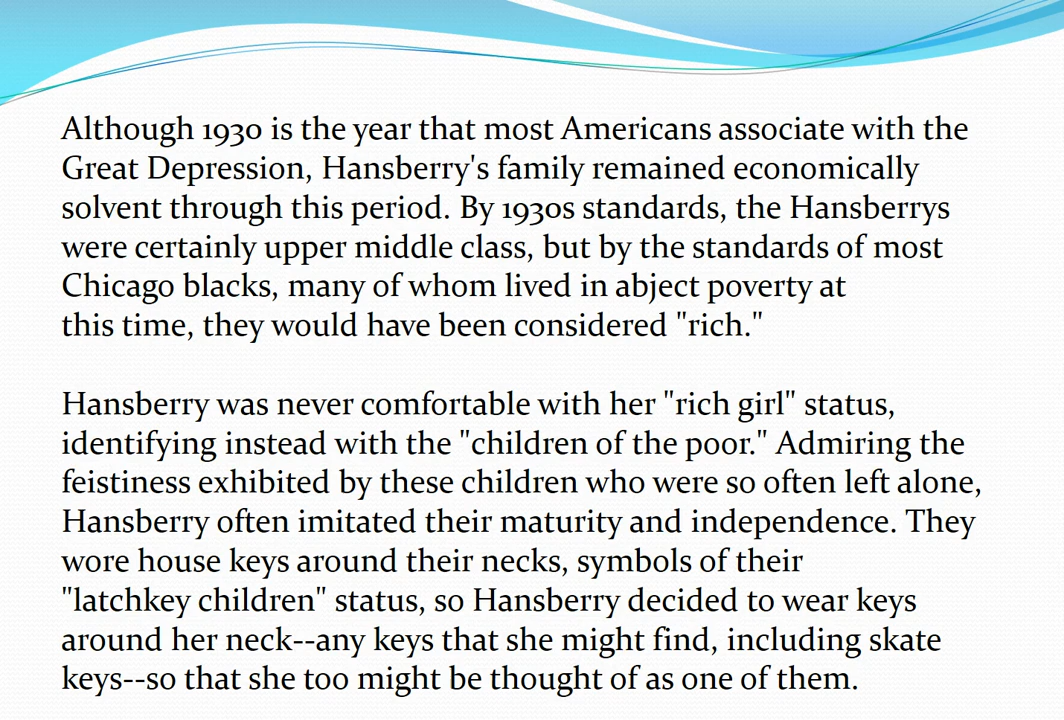 Although 1930 is the year that most Americans associate with the
Great Depression, Hansberry's family remained economically
solvent through this period. By 1930s standards, the Hansberrys
were certainly upper middle class, but by the standards of most
Chicago blacks, many of whom lived in abject poverty at
this time, they would have been considered "rich."
Hansberry was never comfortable with her "rich girl" status,
identifying instead with the "children of the poor." Admiring the
feistiness exhibited by these children who were so often left alone,
Hansberry often imitated their maturity and independence. They
wore house keys around their necks, symbols of their
"latchkey children" status, so Hansberry decided to wear keys
around her neck--any keys that she might find, including skate
keys--so that she too might be thought of as one of them.